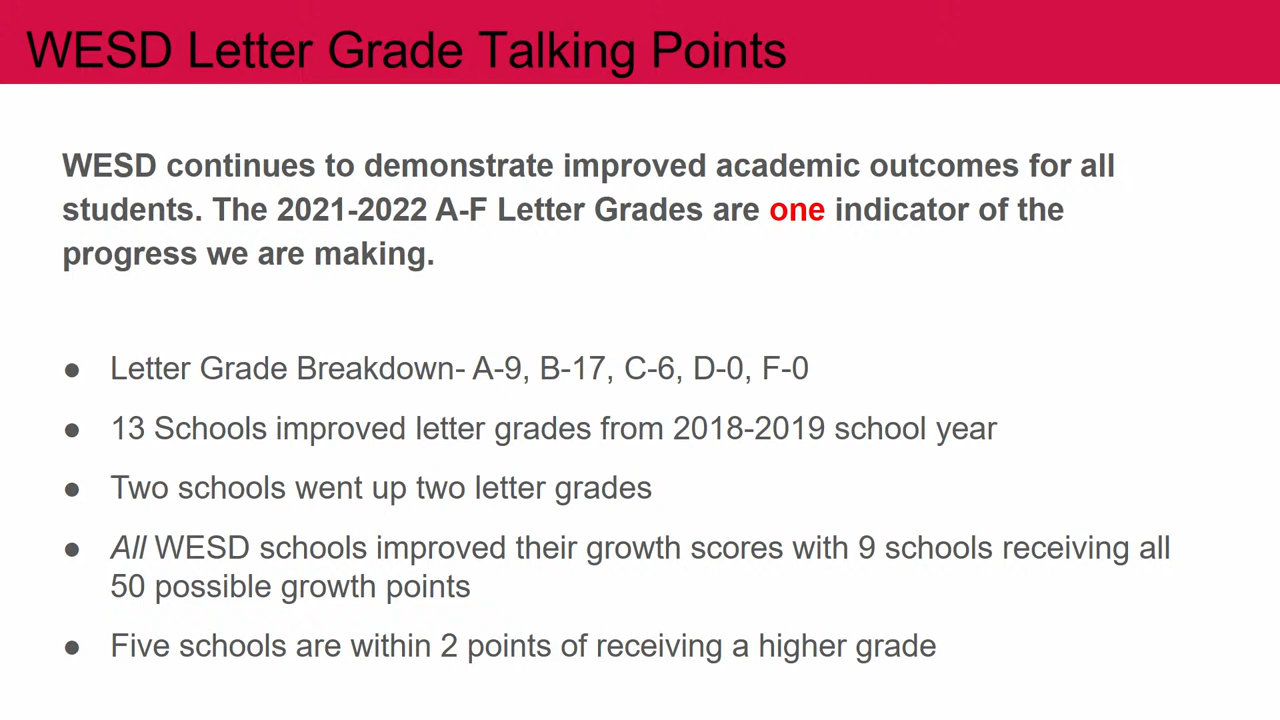 WESD Letter Grade Talking Points
WESD continues to demonstrate improved academic outcomes for all
students. The 2021-2022 A-F Letter Grades are one indicator of the
progress we are making.
● Letter Grade Breakdown- A-9, B-17, C-6, D-0, F-0
● 13 Schools improved letter grades from 2018-2019 school year
● Two schools went up two letter grades
● All WESD schools improved their growth scores with 9 schools receiving all
50 possible growth points
● Five schools are within 2 points of receiving a higher grade